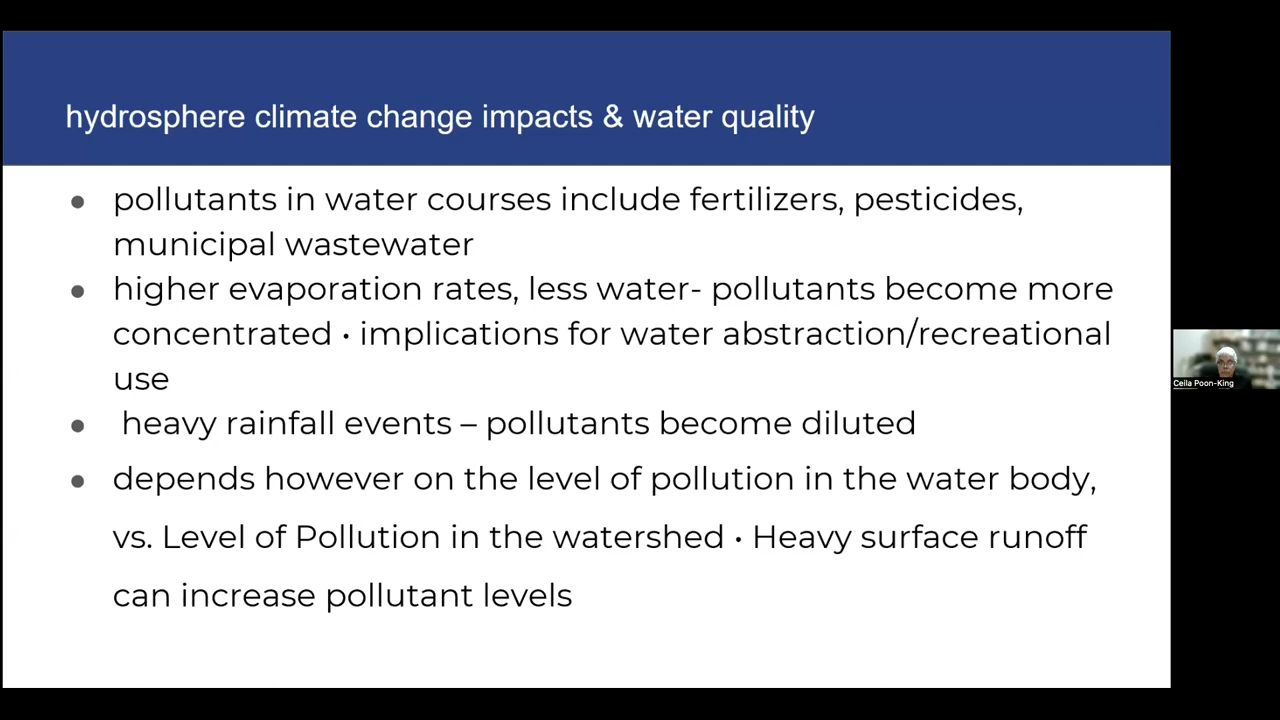 hydrosphere climate change impacts & water quality
● pollutants in water courses include fertilizers, pesticides,
municipal wastewater
● higher evaporation rates, less water- pollutants become more
concentrated • implications for water abstraction/recreational
use
● heavy rainfall events – pollutants become diluted
● depends however on the level of pollution in the water body,
vs. Level of Pollution in the watershed • Heavy surface runoff
can increase pollutant levels
Ceila Poon-King